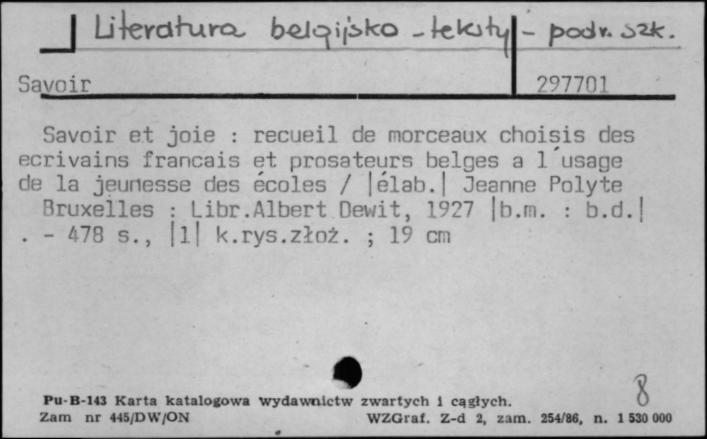 Literatura belgijska - teksty - podr. szk.
Savoir 297701
Savoir et joie : recueil de morceaux choisis des
ecrivains francais et prosateurs belges a l'usage
de la jeunesse des écoles / |élab.| Jeanne Polyte
Bruxelles : Libr.Albert Dewit, 1927 |b.m. : b.d.|
. - 478 s., |1| k.rys.złoż. ; 19 cm
8
Pu-B-143 Karta katalogowa wydawnictw zwartych i ciągłych.
Zam nr 445/DW/ON WZGraf. Z-d 2, zam. 254/86, n. 1 530 000